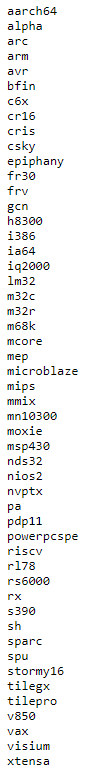 aarch64
alpha
arc
arm
avr
bfin
c6x
cr16
cris
csky
epiphany
fr30
frv
gcn
h8300
i386
ia64
iq2000
lm32
m32c
m32r
m68k
mcore
mep
microblaze
mips
mmix
mn10300
moxie
msp430
nds32
nios2
nvptx
pa
pdp11
powerpcspe
riscv
rl78
rs6000
rx
s390
sh
sparc
spu
stormy16
tilegx
tilepro
v850
vax
visium
xtensa